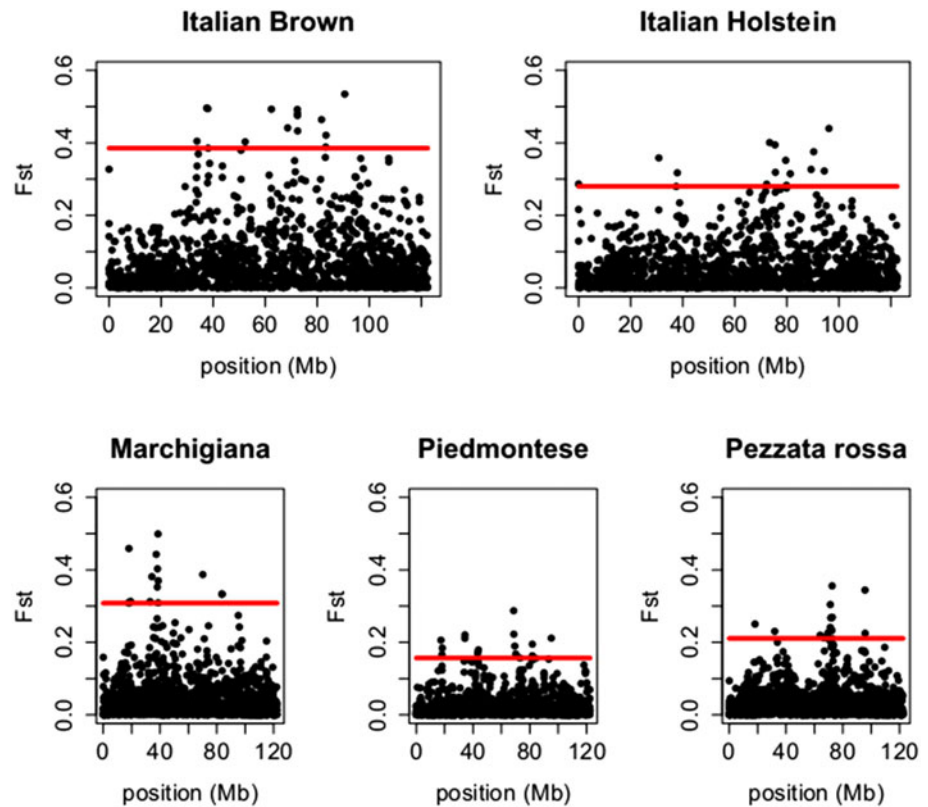 Italian Brown
Italian Holstein
Fst
0.0 0.2 0.4 0.6
0 20 40 60 80 100
position (Mb)
Fst
0.0 0.2 0.4 0.6
0 20 40 60 80 100
position (Mb)
Marchigiana
Piedmontese
Pezzata rossa
Fst
0.0 0.2 0.4 0.6
0 40 80 120
position (Mb)
Fst
0.0 0.2 0.4 0.6
0 40 80 120
position (Mb)
Fst
0.0 0.2 0.4 0.6
0 40 80 120
position (Mb)